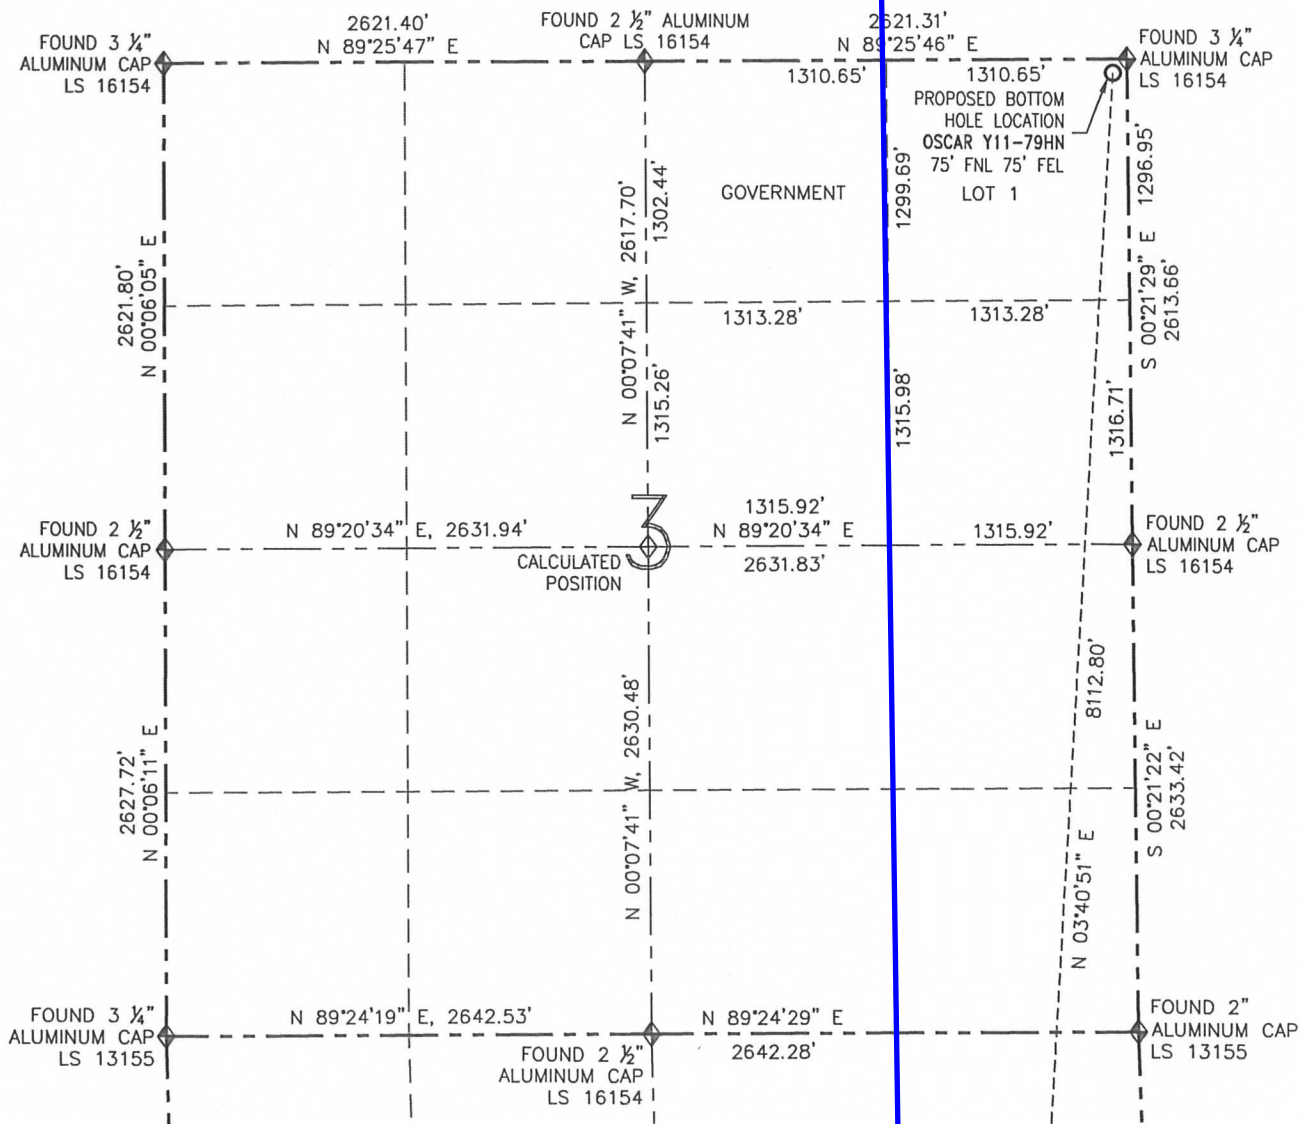 2621.40'
N 89°25'47" E
FOUND 2 ½" ALUMINUM
CAP LS 16154
2621.31'
N 89°25'46" E
FOUND 3 ¼"
ALUMINUM CAP
LS 16154
FOUND 3 ¼"
ALUMINUM CAP
LS 16154
1310.65'
1310.65'
PROPOSED BOTTOM
HOLE LOCATION
OSCAR Y11-79HN
75' FNL 75' FEL
LOT 1
GOVERNMENT
1296.95'
1299.69'
1302.44'
N 00°07'41" W, 2617.70'
2621.80'
N 00°06'05" E
S 00°21'29" E
2613.66'
1313.28'
1313.28'
1315.26'
1315.98'
1316.71'
3
FOUND 2 ½"
ALUMINUM CAP
LS 16154
N 89°20'34" E, 2631.94'
CALCULATED
POSITION
1315.92'
N 89°20'34" E
2631.83'
1315.92'
FOUND 2 ½"
ALUMINUM CAP
LS 16154
8112.80'
N 03°40'51" E
2627.72'
N 00°06'11" E
N 00°07'41" W, 2630.48'
S 00°21'22" E
2633.42'
FOUND 3 ¼"
ALUMINUM CAP
LS 13155
N 89°24'19" E, 2642.53'
FOUND 2 ½"
ALUMINUM CAP
LS 16154
N 89°24'29" E
2642.28'
FOUND 2"
ALUMINUM CAP
LS 13155